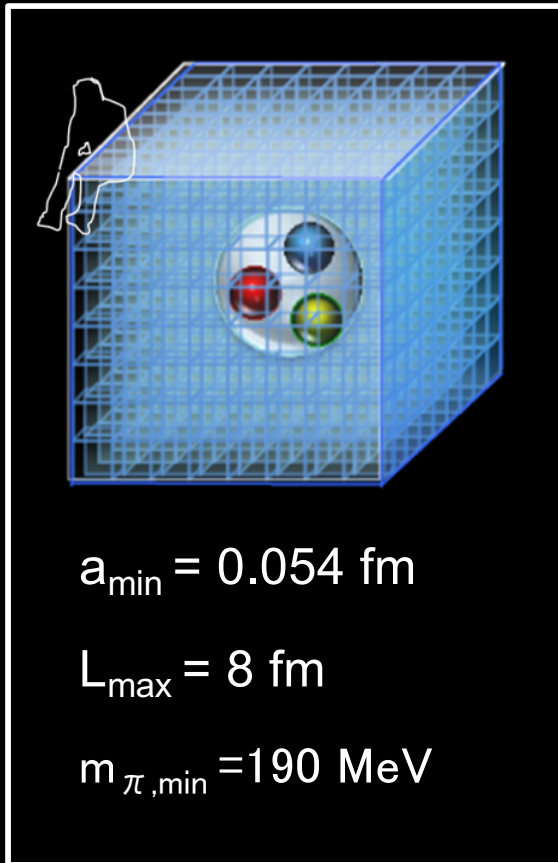 a_min = 0.054 fm
L_max = 8 fm
m_π,min =190 MeV